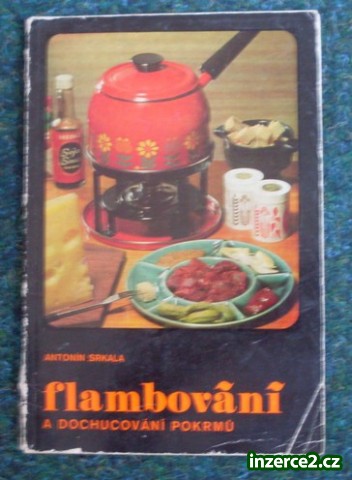 ANTONÍN SRKALA
flambování
A DOCHUCOVÁNÍ POKRMŮ
inzerce2.cz